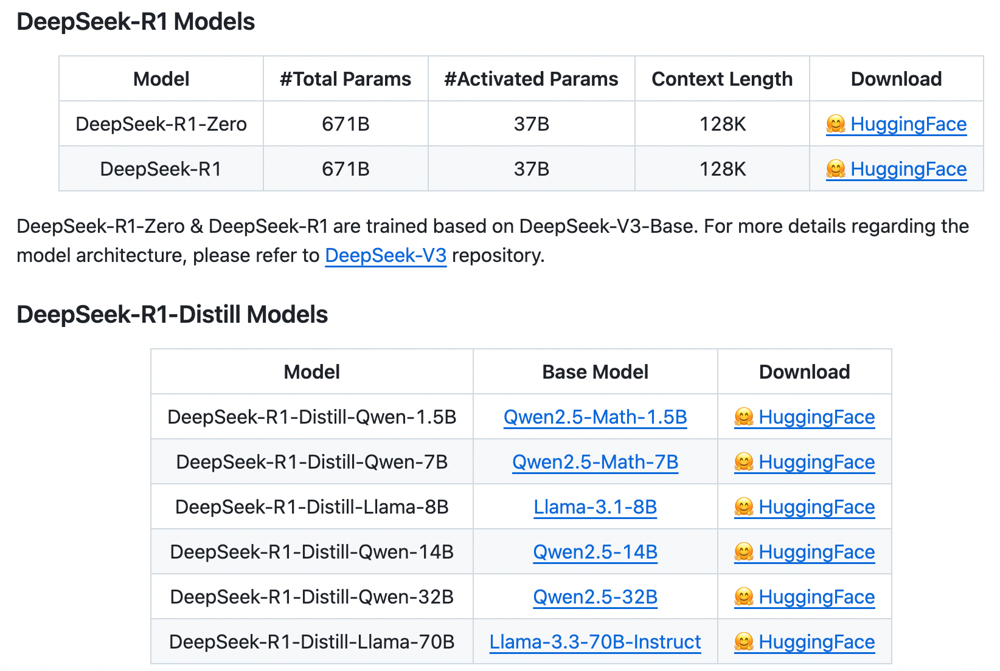 DeepSeek-R1 Models
Model #Total Params #Activated Params Context Length Download
DeepSeek-R1-Zero 671B 37B 128K 🤗 HuggingFace
DeepSeek-R1 671B 37B 128K 🤗 HuggingFace
DeepSeek-R1-Zero & DeepSeek-R1 are trained based on DeepSeek-V3-Base. For more details regarding the
model architecture, please refer to DeepSeek-V3 repository.
DeepSeek-R1-Distill Models
Model Base Model Download
DeepSeek-R1-Distill-Qwen-1.5B Qwen2.5-Math-1.5B 🤗 HuggingFace
DeepSeek-R1-Distill-Qwen-7B Qwen2.5-Math-7B 🤗 HuggingFace
DeepSeek-R1-Distill-Llama-8B Llama-3.1-8B 🤗 HuggingFace
DeepSeek-R1-Distill-Qwen-14B Qwen2.5-14B 🤗 HuggingFace
DeepSeek-R1-Distill-Qwen-32B Qwen2.5-32B 🤗 HuggingFace
DeepSeek-R1-Distill-Llama-70B Llama-3.3-70B-Instruct 🤗 HuggingFace